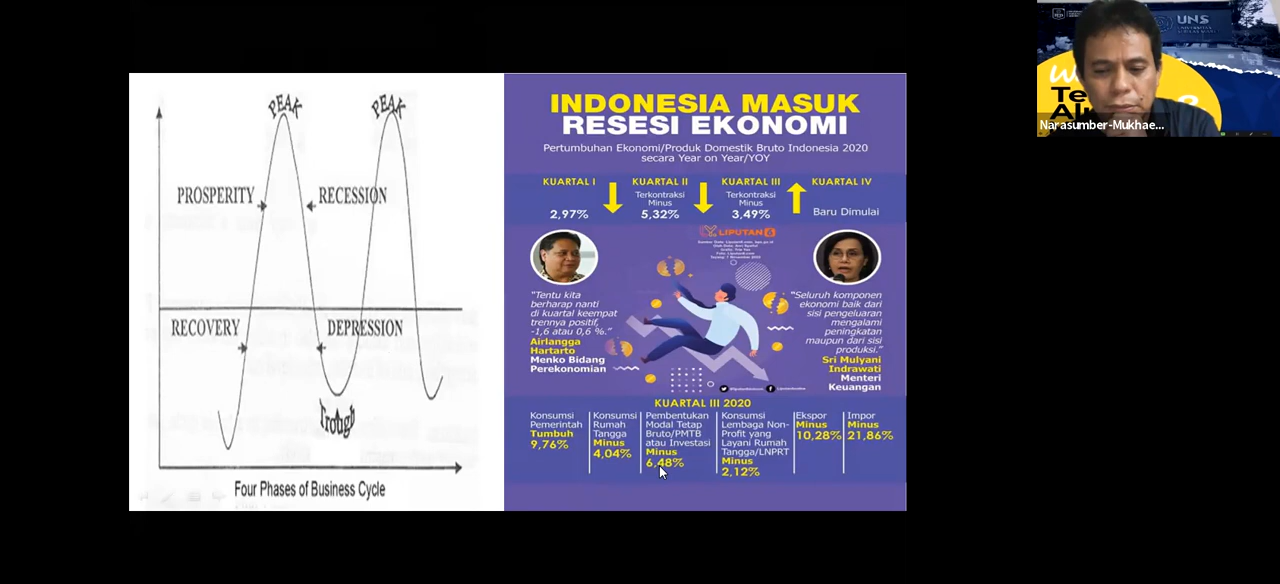 PEAK
PEAK
PROSPERITY
RECESSION
RECOVERY
DEPRESSION
Trough
Four Phases of Business Cycle
INDONESIA MASUK
RESESI EKONOMI
Pertumbuhan Ekonomi/Produk Domestik Bruto Indonesia 2020
secara Year on Year/YOY
KUARTAL I
2,97%
KUARTAL II
Terkontraksi
Minus
5,32%
KUARTAL III
Terkontraksi
Minus
3,49%
KUARTAL IV
Baru Dimulai
LIPUTAN 6
"Tentu kita
berharap nanti
di kuartal keempat
trennya positif,
-1,6 atau 0,6 %."
Airlangga
Hartarto
Menko Bidang
Perekonomian
"Seluruh komponen
ekonomi baik dari
sisi pengeluaran
mengalami
peningkatan
maupun dari sisi
produksi."
Sri Mulyani
Indrawati
Menteri
Keuangan
KUARTAL III 2020
Konsumsi
Pemerintah
Tumbuh
9,76%
Konsumsi
Rumah
Tangga
Minus
4,04%
Pembentukan
Modal Tetap
Bruto/PMTB
atau Investasi
Minus
6,48%
Konsumsi
Lembaga Non-
Profit yang
Layani Rumah
Tangga/LNPRT
Minus
2,12%
Ekspor
Minus
10,28%
Impor
Minus
21,86%
UNS
Narasumber-Mukhae...